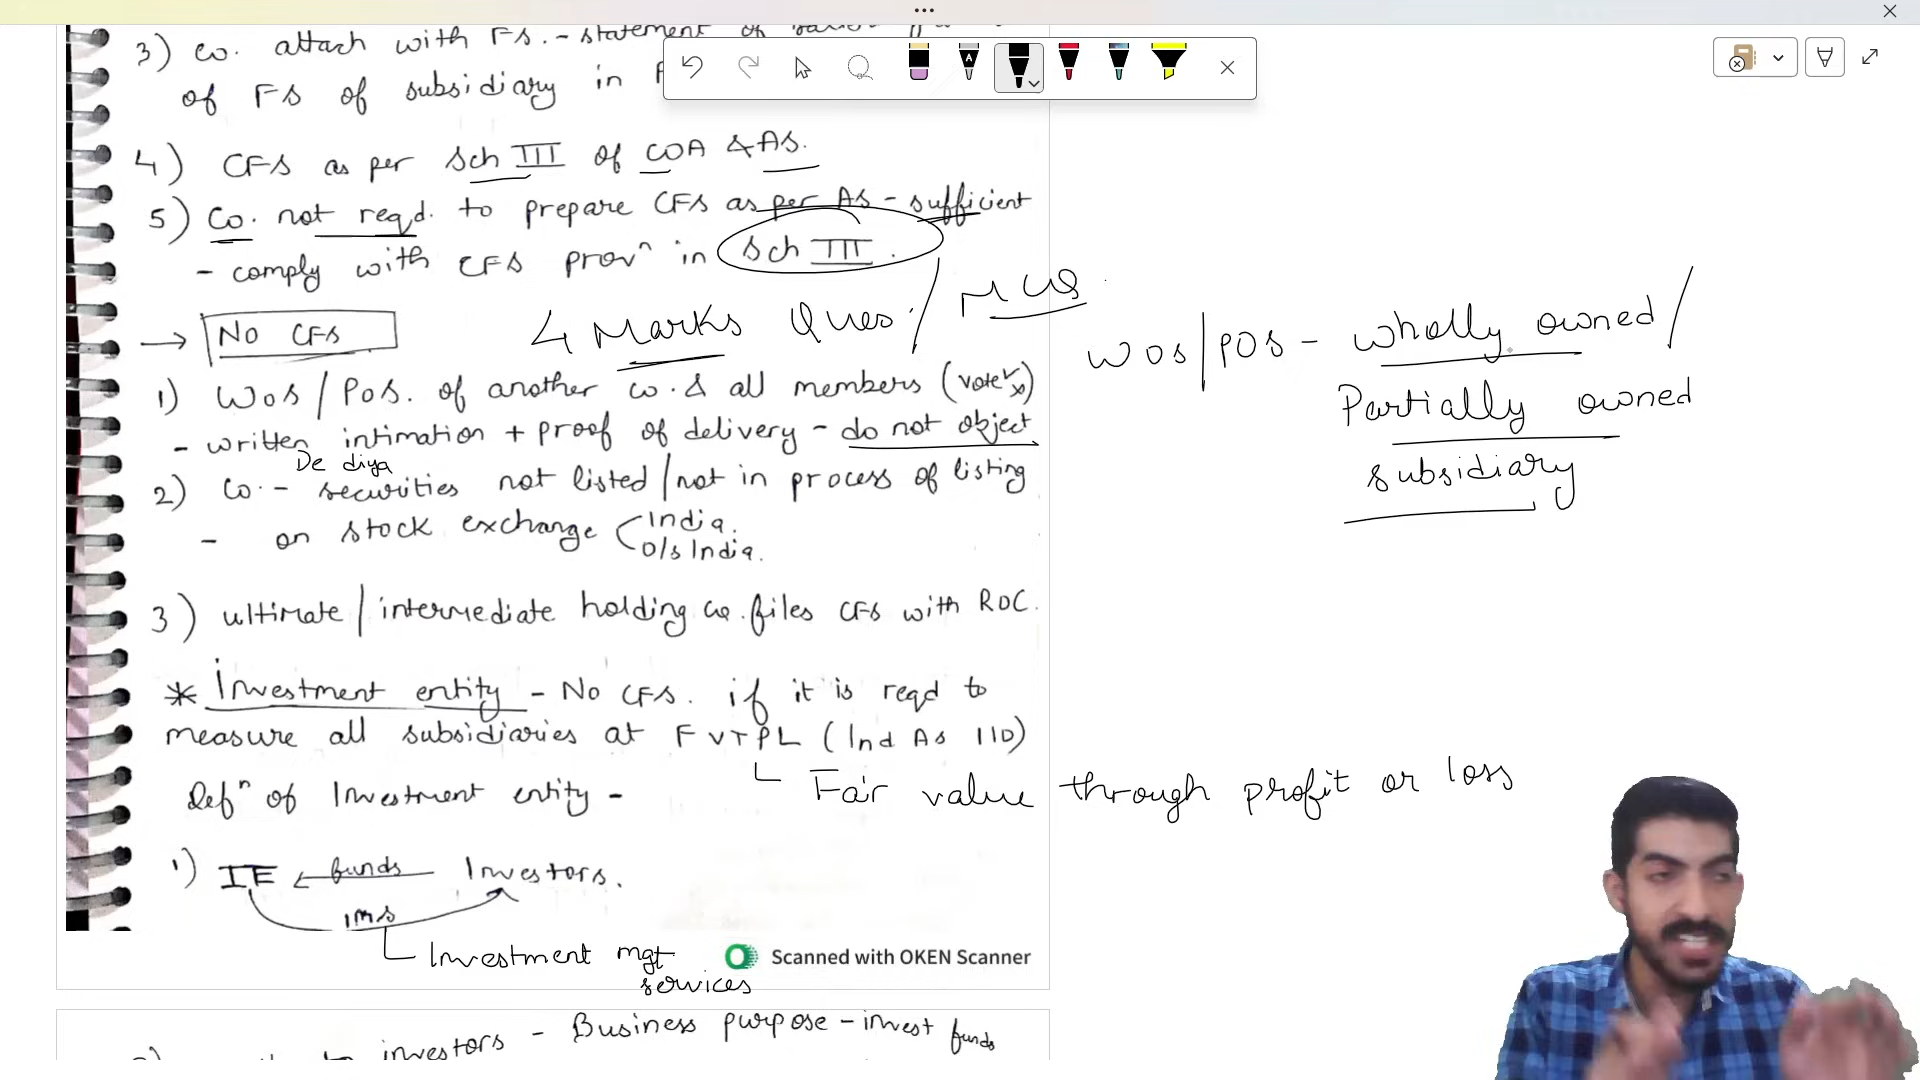 3) co. attach with FS. - statement of
of FS of subsidiary in
4) CFS as per Sch III of COA & AS.
5) Co. not reqd. to prepare CFS as per AS - sufficient
- comply with CFS provⁿ in Sch III.
→ NO CFS
4 Marks Ques. / MCQ.
1) WOS / POS. of another co. & all members (vote ✓ x)
- written intimation + proof of delivery - do not object
De diya
2) Co. - securities not listed / not in process of listing
- on stock exchange < India.
O/s India.
3) ultimate / intermediate holding co. files CFS with ROC.
* Investment entity - No CFS. if it is reqd to
measure all subsidiaries at FVTPL (Ind As 110)
Fair value through profit or loss
Defⁿ of Investment entity -
1) IE ← funds Investors.
IMS
Investment mgt
services
Scanned with OKEN Scanner
investors - Business purpose - invest funds
WOS/POS - wholly owned /
Partially owned
subsidiary